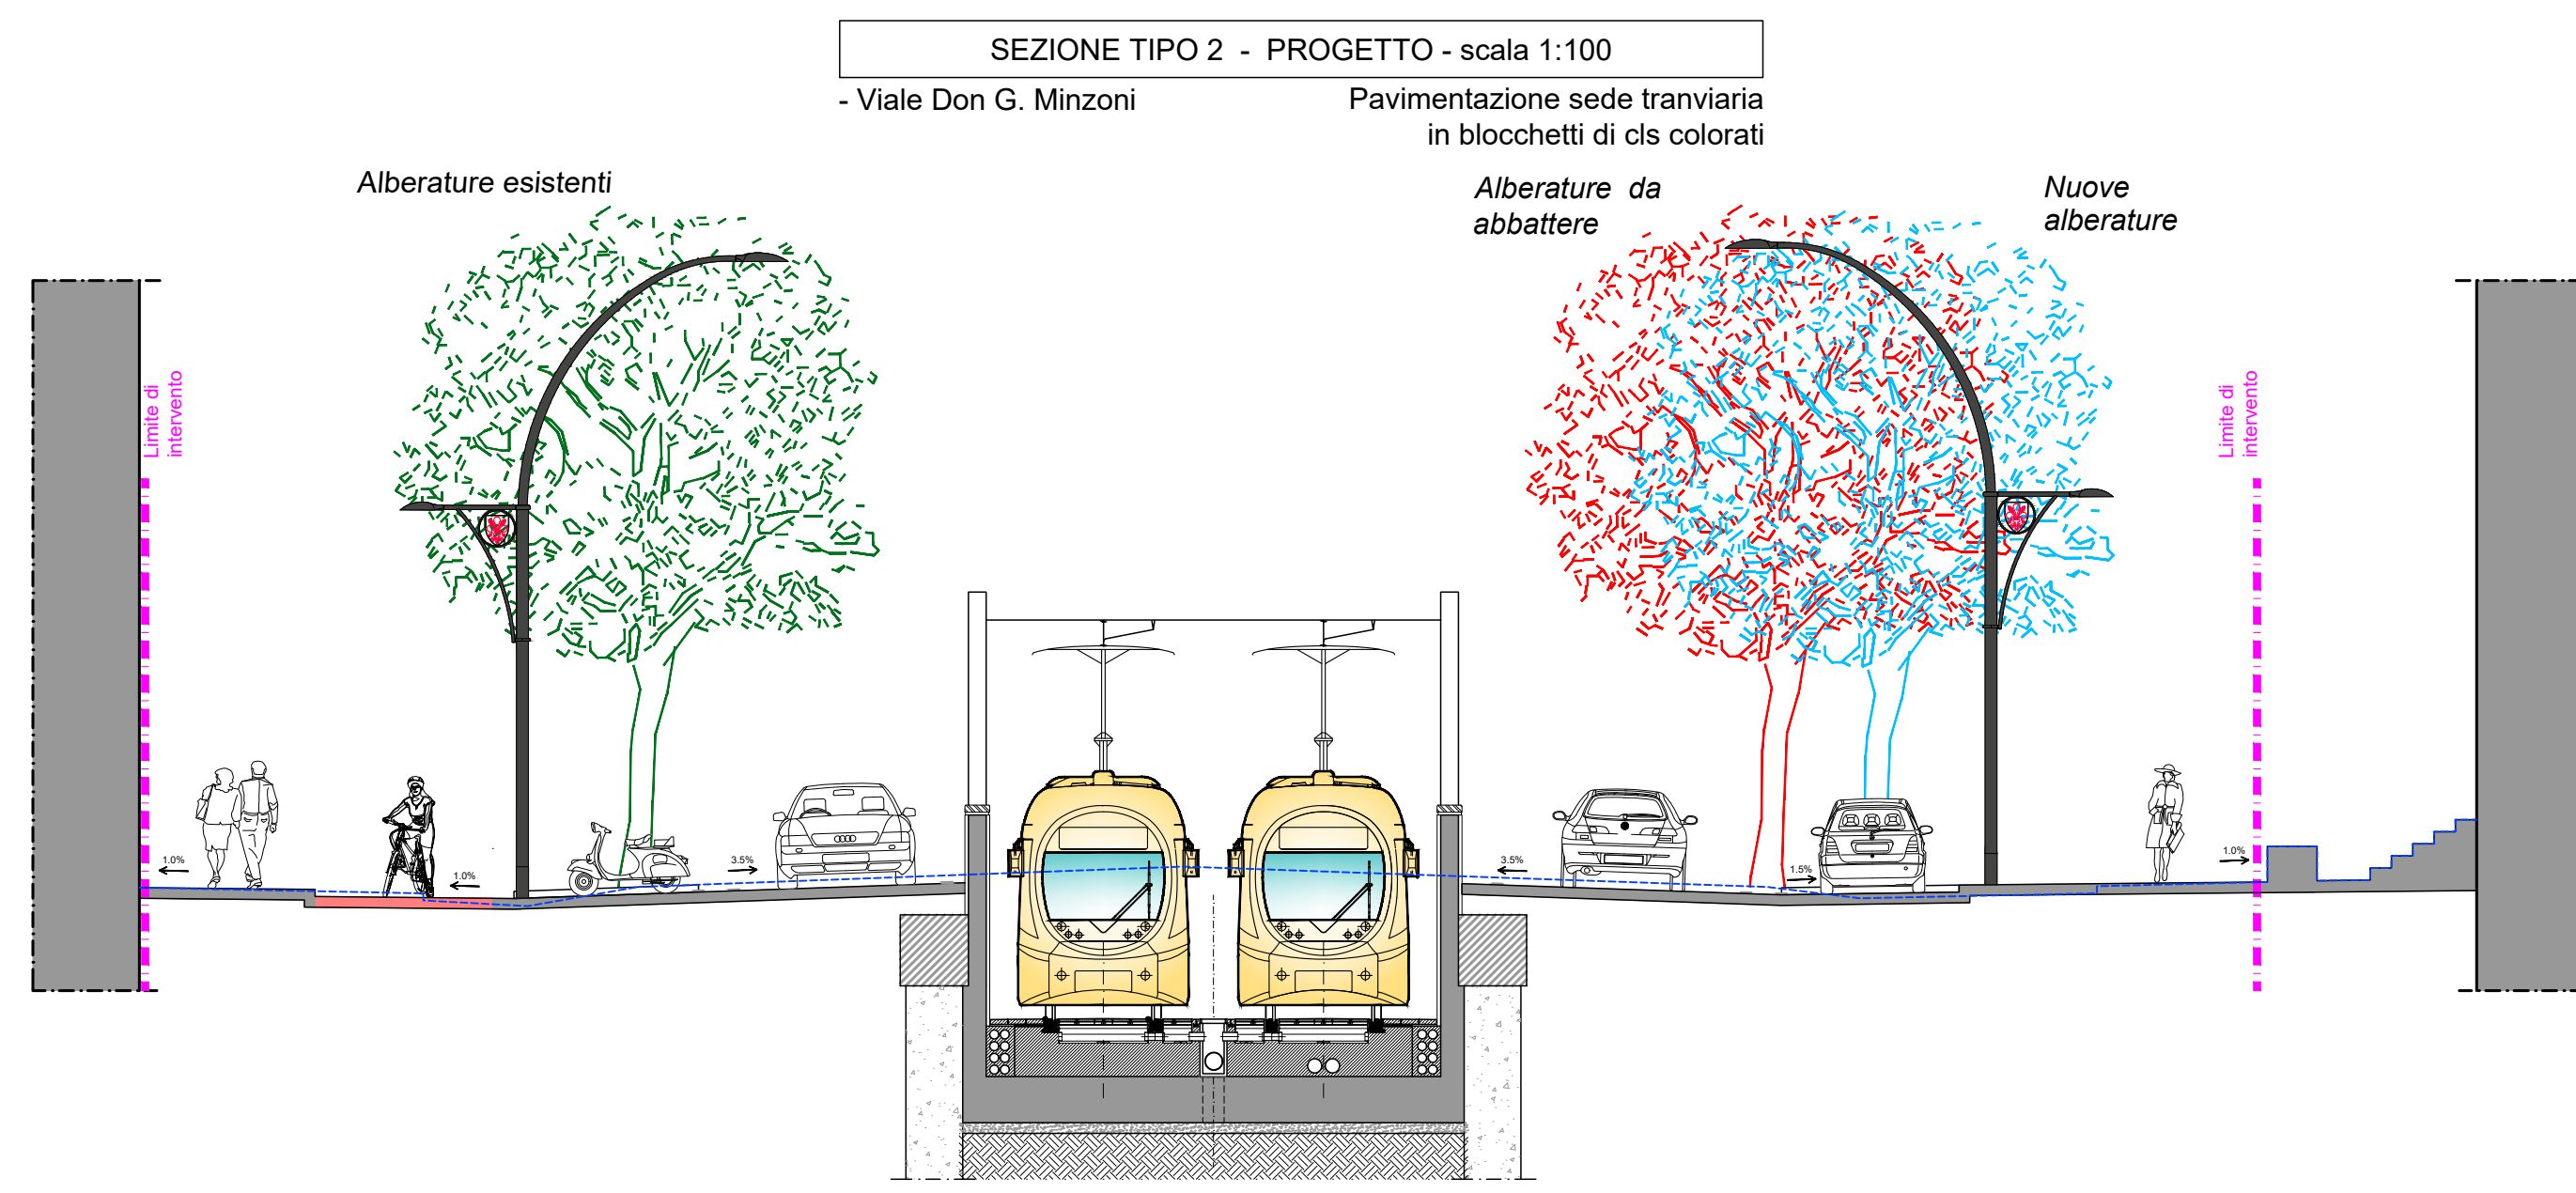 SEZIONE TIPO 2 - PROGETTO - scala 1:100
- Viale Don G. Minzoni
Pavimentazione sede tranviaria
in blocchetti di cls colorati
Alberature esistenti
Alberature da
abbattere
Nuove
alberature
Limite di
intervento
Limite di
intervento
1.0%
1.0%
3.5%
3.5%
1.5%
1.0%